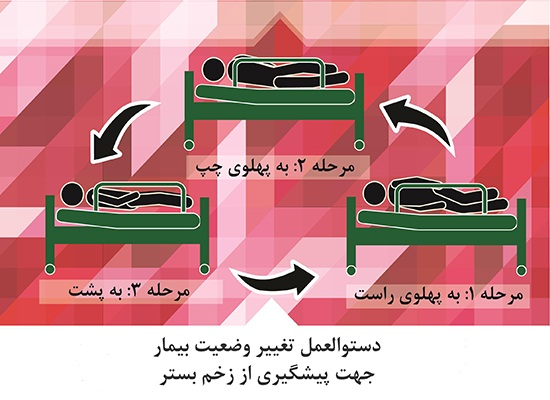 مرحله ۲: به پهلوی چپ
مرحله ۱: به پهلوی راست
مرحله ۳: به پشت
دستوالعمل تغییر وضعیت بیمار
جهت پیشگیری از زخم بستر